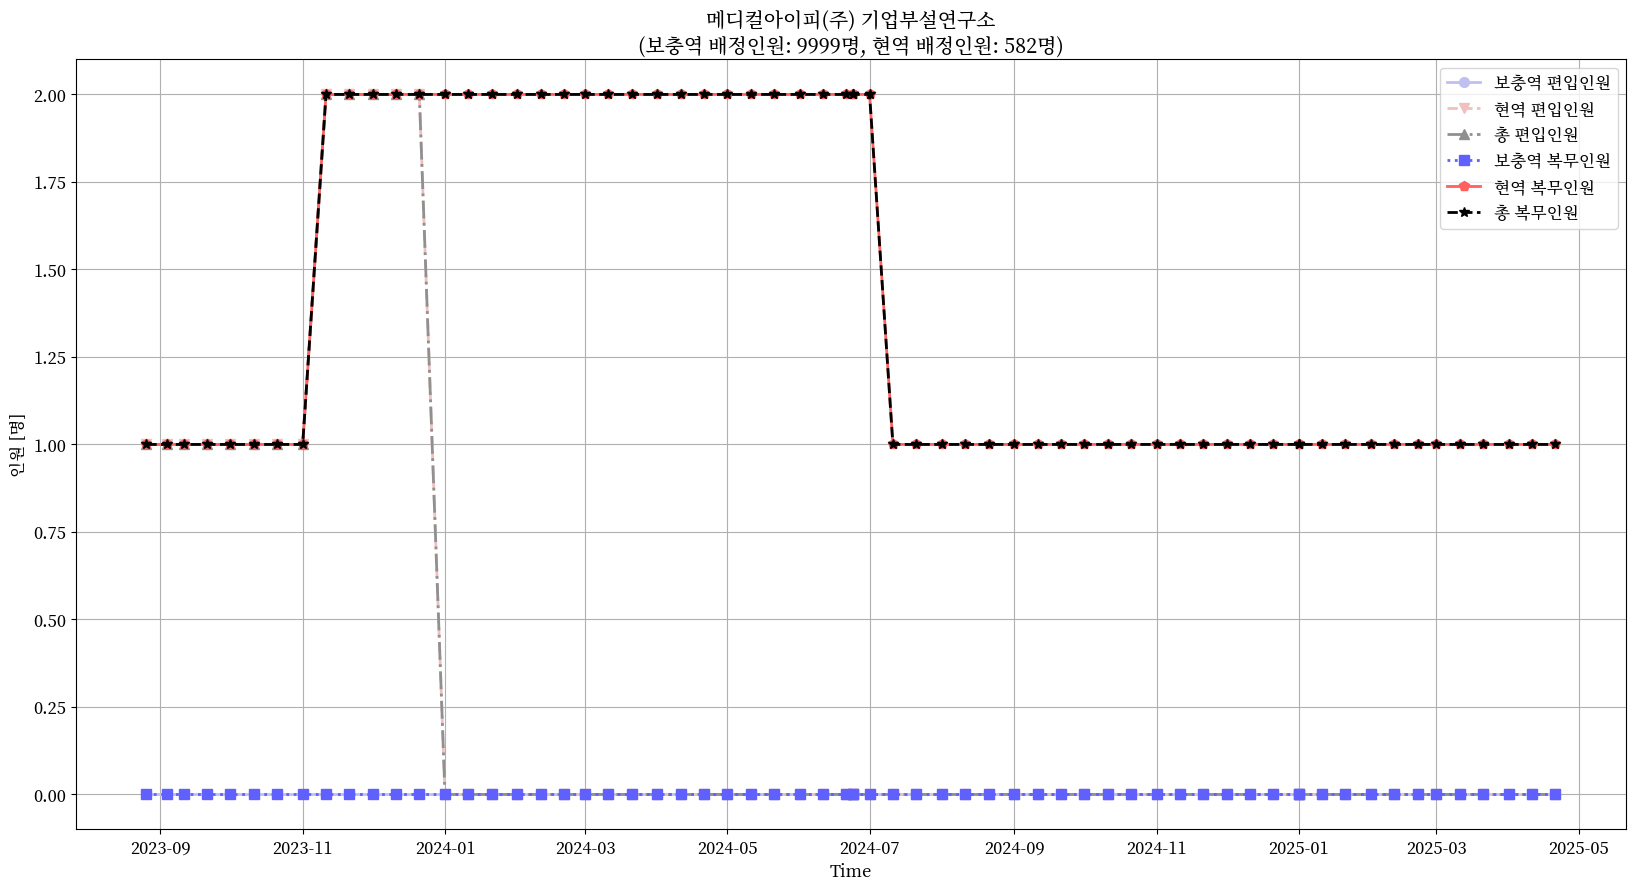 메디컬아이피(주) 기업부설연구소
(보충역 배정인원: 9999명, 현역 배정인원: 582명)
보충역 편입인원
현역 편입인원
총 편입인원
보충역 복무인원
현역 복무인원
총 복무인원
인원 [명]
2.00
1.75
1.50
1.25
1.00
0.75
0.50
0.25
0.00
2023-09
2023-11
2024-01
2024-03
2024-05
2024-07
2024-09
2024-11
2025-01
2025-03
2025-05
Time